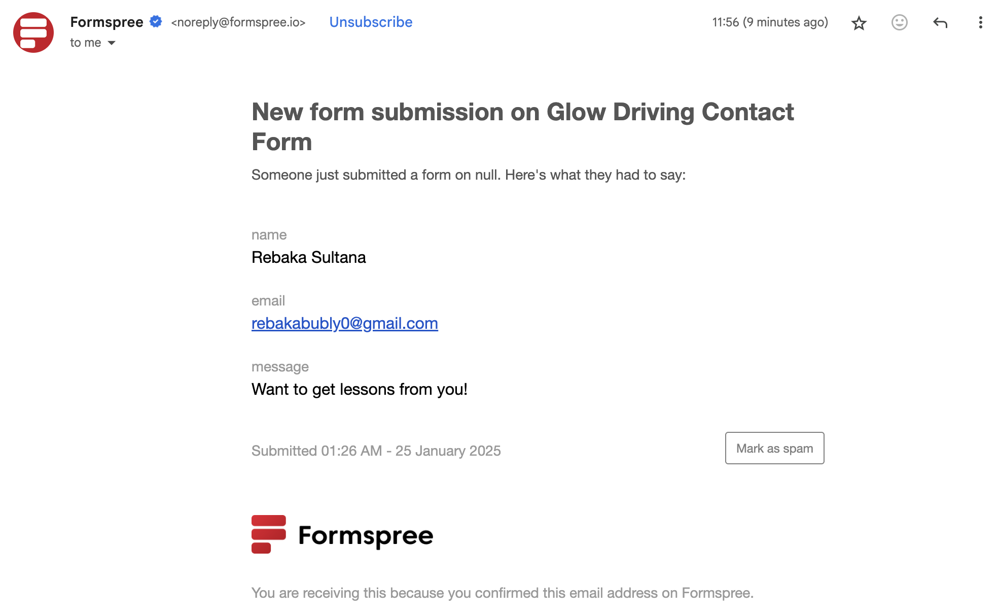 Formspree <noreply@formspree.io> Unsubscribe 11:56 (9 minutes ago)
to me
New form submission on Glow Driving Contact
Form
Someone just submitted a form on null. Here's what they had to say:
name
Rebaka Sultana
email
rebakabubly0@gmail.com
message
Want to get lessons from you!
Submitted 01:26 AM - 25 January 2025 Mark as spam
Formspree
You are receiving this because you confirmed this email address on Formspree.